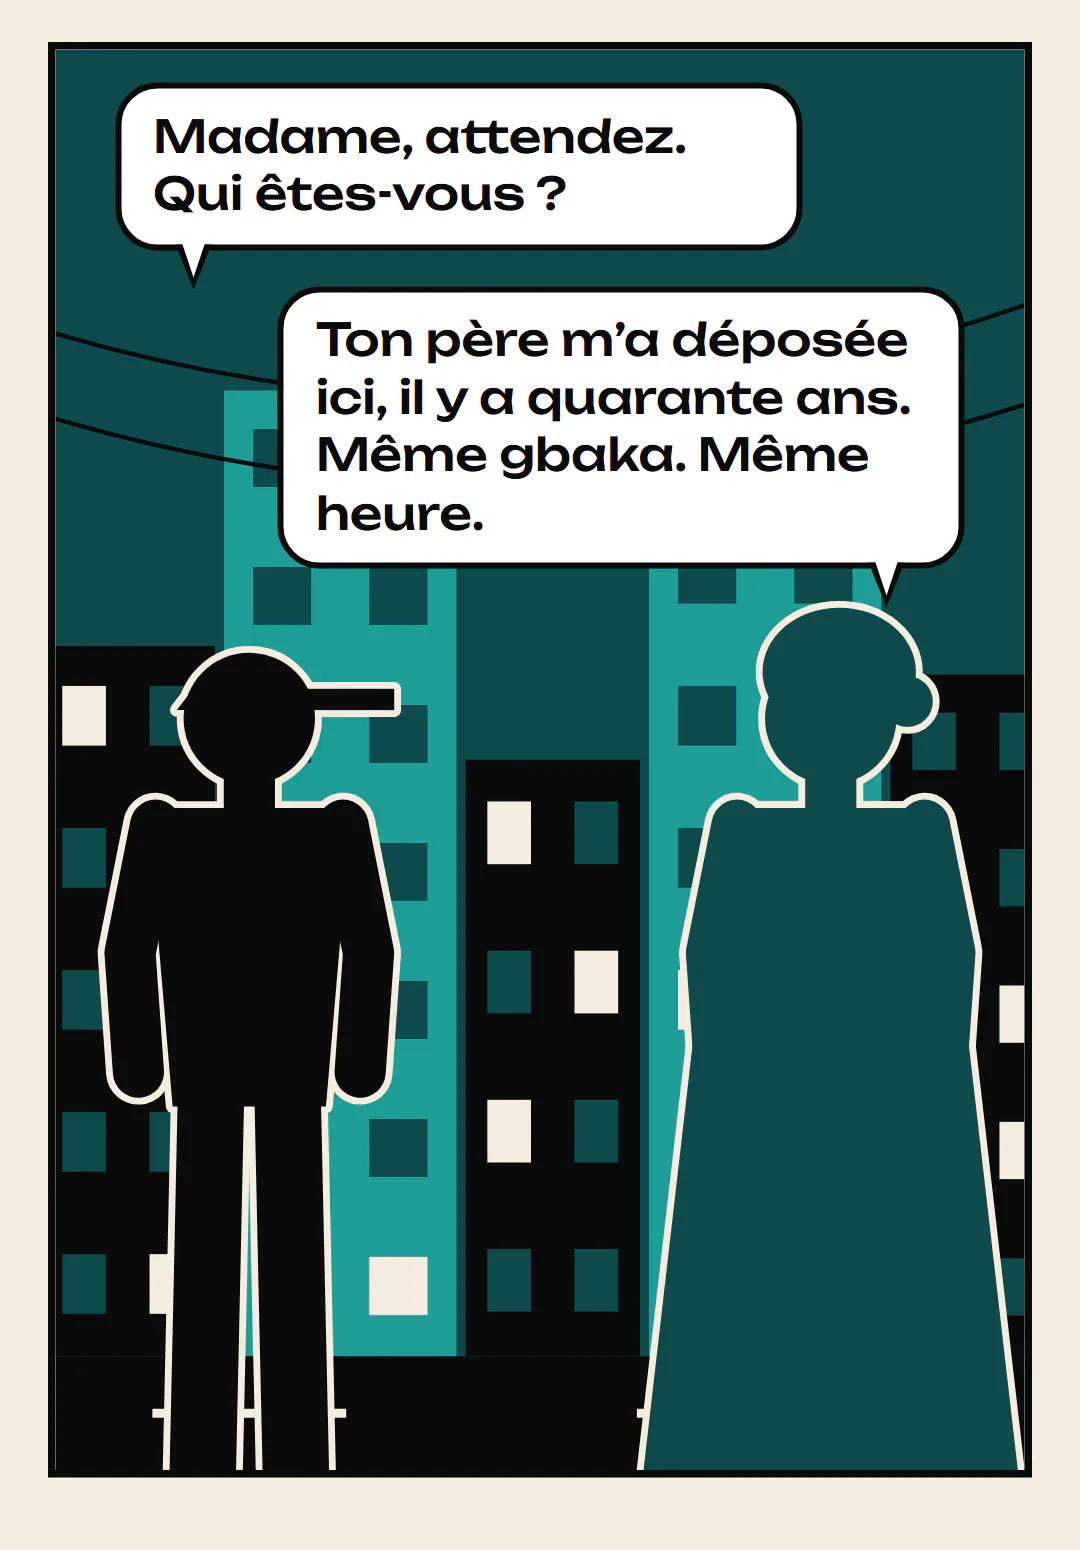 Madame, attendez.
Qui êtes-vous ?
Ton père m’a déposée
ici, il y a quarante ans.
Même gbaka. Même
heure.